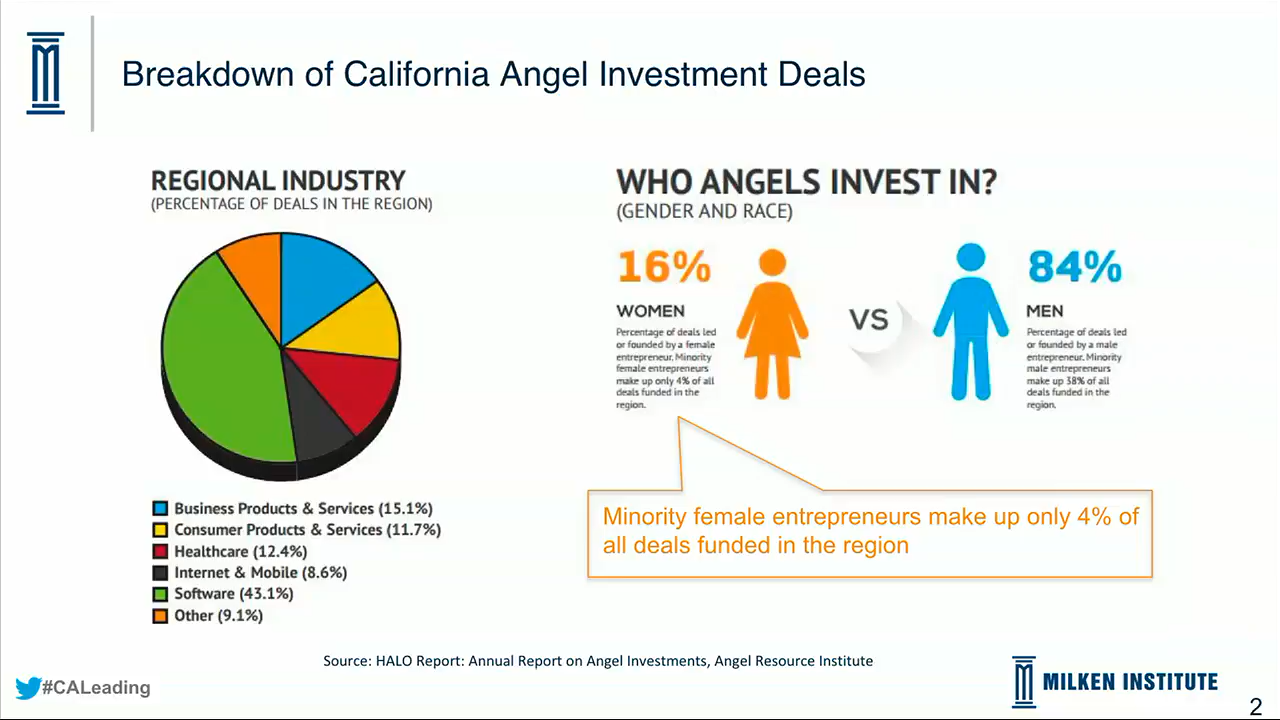 Breakdown of California Angel Investment Deals
REGIONAL INDUSTRY
(PERCENTAGE OF DEALS IN THE REGION)
Business Products & Services (15.1%)
Consumer Products & Services (11.7%)
Healthcare (12.4%)
Internet & Mobile (8.6%)
Software (43.1%)
Other (9.1%)
WHO ANGELS INVEST IN?
(GENDER AND RACE)
16%
WOMEN
Percentage of deals led
or founded by a female
entrepreneur. Minority
female entrepreneurs
make up only 4% of all
deals funded in the
region.
VS
84%
MEN
Percentage of deals led
or founded by a male
entrepreneur. Minority
male entrepreneurs
make up 38% of all
deals funded in the
region.
Minority female entrepreneurs make up only 4% of
all deals funded in the region
Source: HALO Report: Annual Report on Angel Investments, Angel Resource Institute
#CALeading
MILKEN INSTITUTE
2